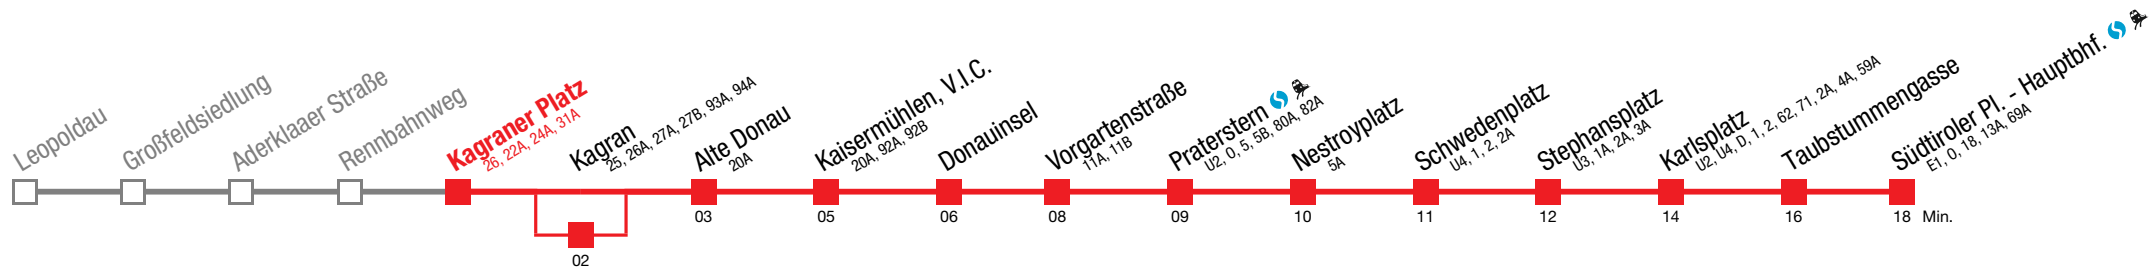 Leopoldau
Großfeldsiedlung
Aderklaaer Straße
Rennbahnweg
Kagraner Platz
26, 22A, 24A, 31A
Kagran
25, 26A, 27A, 27B, 93A, 94A
02
Alte Donau
20A
03
Kaisermühlen, V.I.C.
20A, 92A, 92B
05
Donauinsel
06
Vorgartenstraße
11A, 11B
08
Praterstern
U2, 0, 5, 5B, 80A, 82A
09
Nestroyplatz
5A
10
Schwedenplatz
U4, 1, 2, 2A
11
Stephansplatz
U3, 1A, 2A, 3A
12
Karlsplatz
U2, U4, D, 1, 2, 62, 71, 2A, 4A, 59A
14
Taubstummengasse
16
Südtiroler Pl. - Hauptbhf.
E1, 0, 18, 13A, 69A
18 Min.